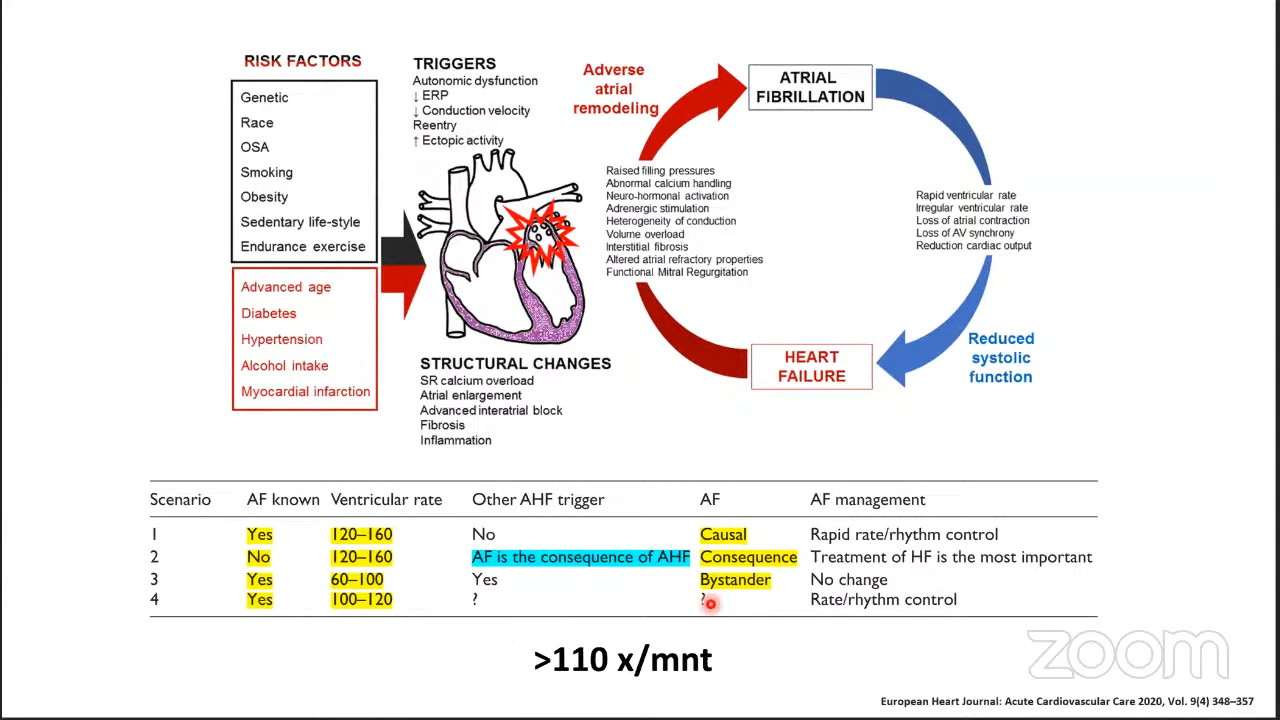 RISK FACTORS
Genetic
Race
OSA
Smoking
Obesity
Sedentary life-style
Endurance exercise
Advanced age
Diabetes
Hypertension
Alcohol intake
Myocardial infarction
TRIGGERS
Autonomic dysfunction
↓ ERP
↓ Conduction velocity
Reentry
↑ Ectopic activity
STRUCTURAL CHANGES
SR calcium overload
Atrial enlargement
Advanced interatrial block
Fibrosis
Inflammation
Adverse
atrial
remodeling
Raised filling pressures
Abnormal calcium handling
Neuro-hormonal activation
Adrenergic stimulation
Heterogeneity of conduction
Volume overload
Interstitial fibrosis
Altered atrial refractory properties
Functional Mitral Regurgitation
ATRIAL
FIBRILLATION
Rapid ventricular rate
Irregular ventricular rate
Loss of atrial contraction
Loss of AV synchrony
Reduction cardiac output
Reduced
systolic
function
HEART
FAILURE
Scenario AF known Ventricular rate Other AHF trigger AF AF management
1 Yes 120–160 No Causal Rapid rate/rhythm control
2 No 120–160 AF is the consequence of AHF Consequence Treatment of HF is the most important
3 Yes 60–100 Yes Bystander No change
4 Yes 100–120 ? ? Rate/rhythm control
>110 x/mnt
zoom
European Heart Journal: Acute Cardiovascular Care 2020, Vol. 9(4) 348–357